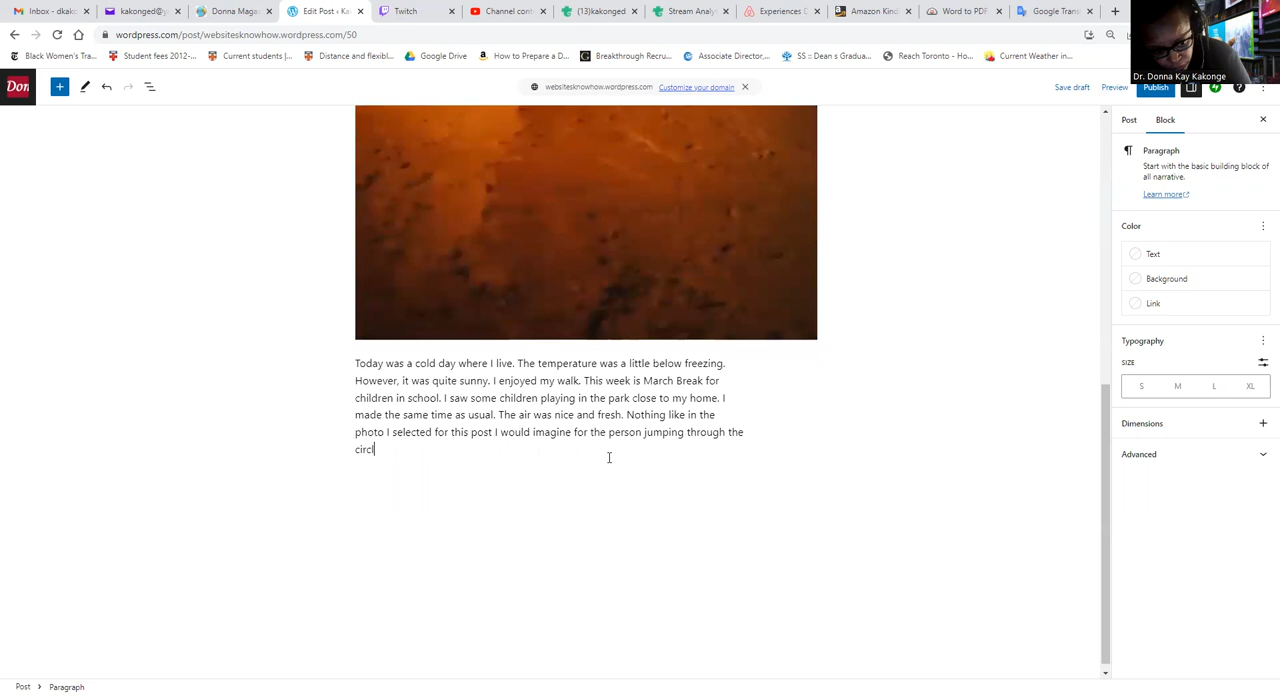 Inbox - dkako
kakonged@y
Donna Maga
Edit Post ‹ Ka
Twitch
Channel cont
(13)kakonged
Stream Analy
Experiences D
Amazon Kind
Word to PDF
Google Trans
wordpress.com/post/websitesknowhow.wordpress.com/50
Black Women's Tra...
Student fees 2012-...
Current students |...
Distance and flexibl...
Google Drive
How to Prepare a D...
Breakthrough Recru...
Associate Director,...
SS :: Dean s Gradua...
Report Toronto - Ho...
Current Weather in...
Dr. Donna Kay Kakonge
Don
websitesknowhow.wordpress.com
Customize your domain
Save draft
Preview
Publish
Post
Block
Paragraph
Start with the basic building block of
all narrative.
Learn more
Color
Text
Background
Link
Typography
SIZE
S M L XL
Dimensions
Advanced
Today was a cold day where I live. The temperature was a little below freezing.
However, it was quite sunny. I enjoyed my walk. This week is March Break for
children in school. I saw some children playing in the park close to my home. I
made the same time as usual. The air was nice and fresh. Nothing like in the
photo I selected for this post I would imagine for the person jumping through the
circl
Post > Paragraph